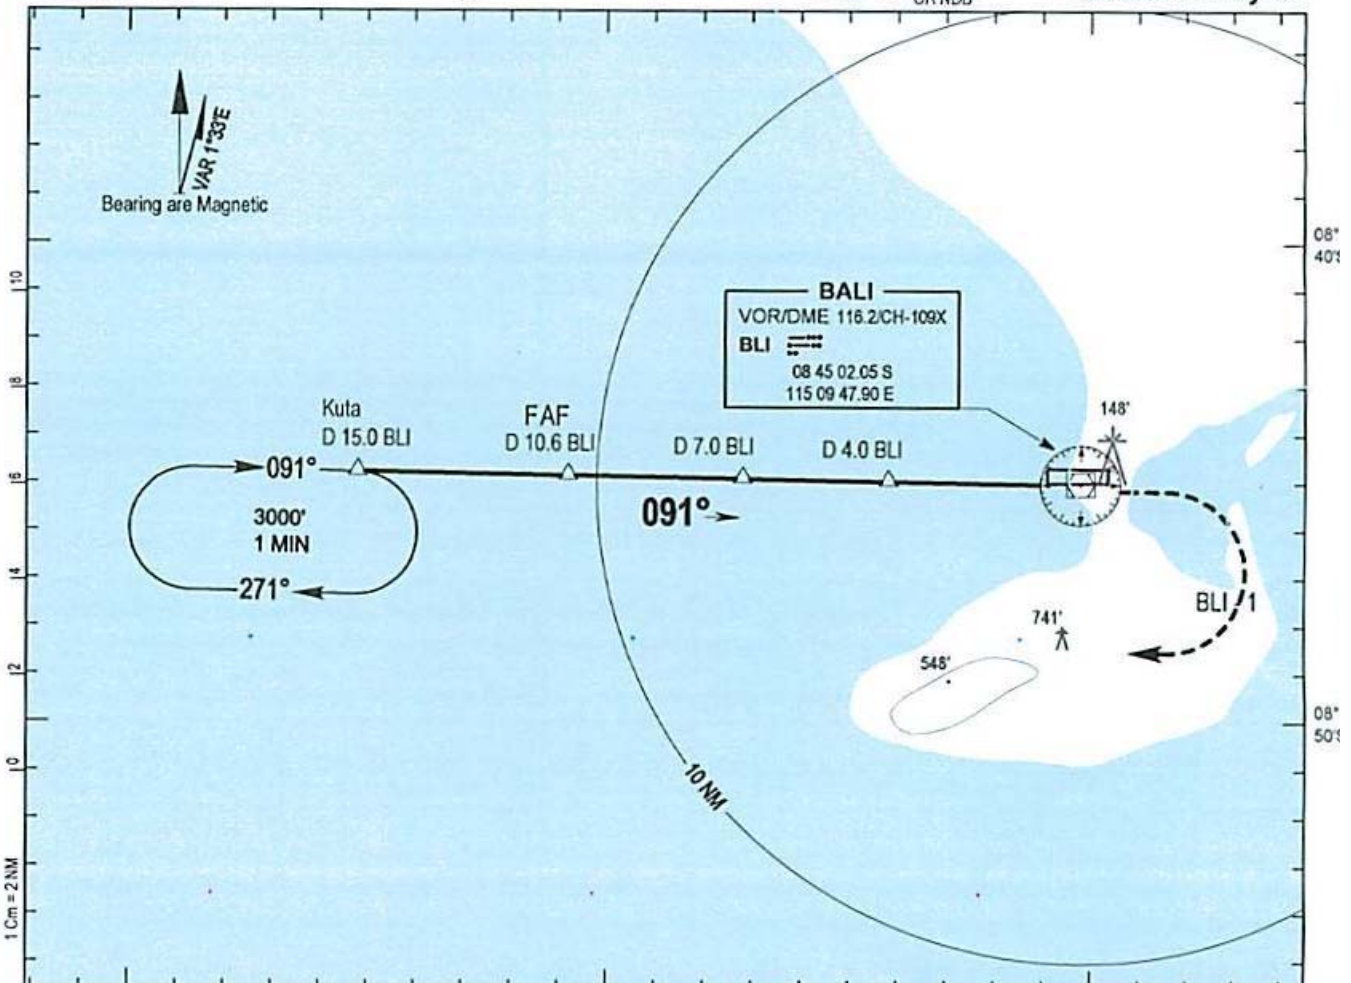 OR NDB
VAR 1°33'E
Bearing are Magnetic
08°
40'S
10
BALI
VOR/DME 116.2/CH-109X
BLI
08 45 02.05 S
115 09 47.90 E
18
Kuta
D 15.0 BLI
FAF
D 10.6 BLI
D 7.0 BLI
D 4.0 BLI
148'
16
091°
3000'
1 MIN
271°
091°
14
BLI 1
741'
548'
12
08°
50'S
10
10 NM
1 Cm = 2 NM